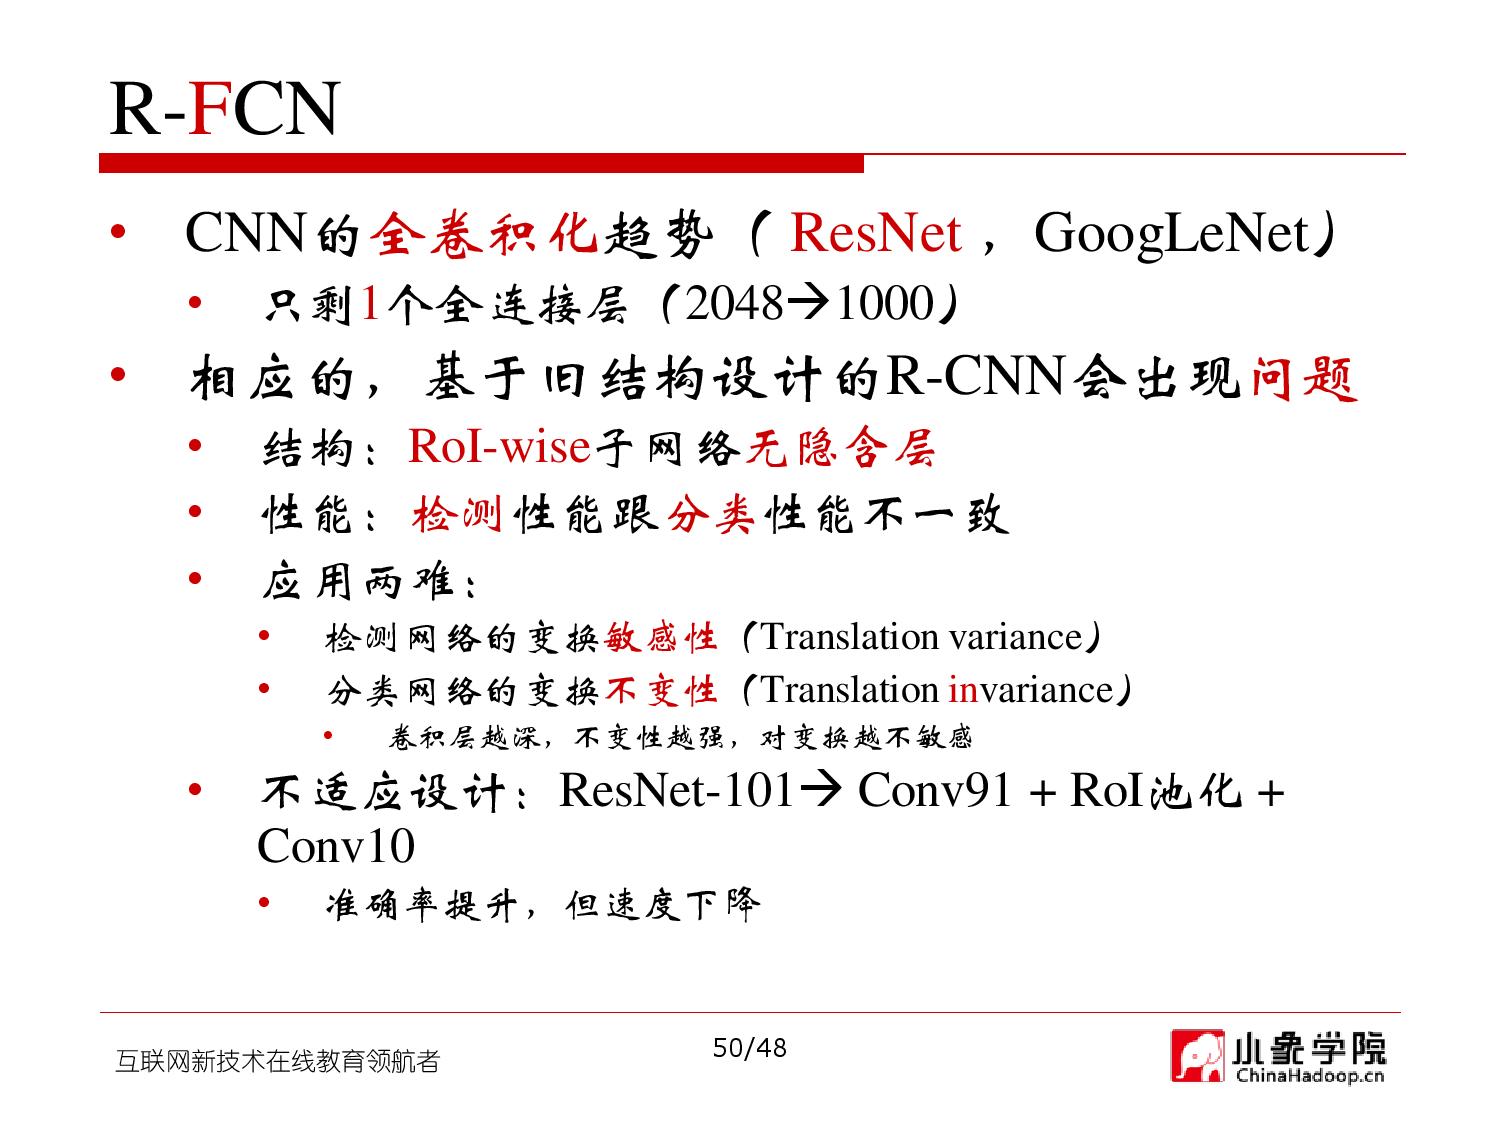 R-FCN
• CNN的全卷积化趋势（ResNet，GoogLeNet）
• 只剩1个全连接层（2048→1000）
• 相应的，基于旧结构设计的R-CNN会出现问题
• 结构：RoI-wise子网络无隐含层
• 性能：检测性能跟分类性能不一致
• 应用两难：
• 检测网络的变换敏感性（Translation variance）
• 分类网络的变换不变性（Translation invariance）
• 卷积层越深，不变性越强，对变换越不敏感
• 不适应设计：ResNet-101→ Conv91 + RoI池化 +
Conv10
• 准确率提升，但速度下降
互联网新技术在线教育领航者
50/48
小象学院
ChinaHadoop.cn